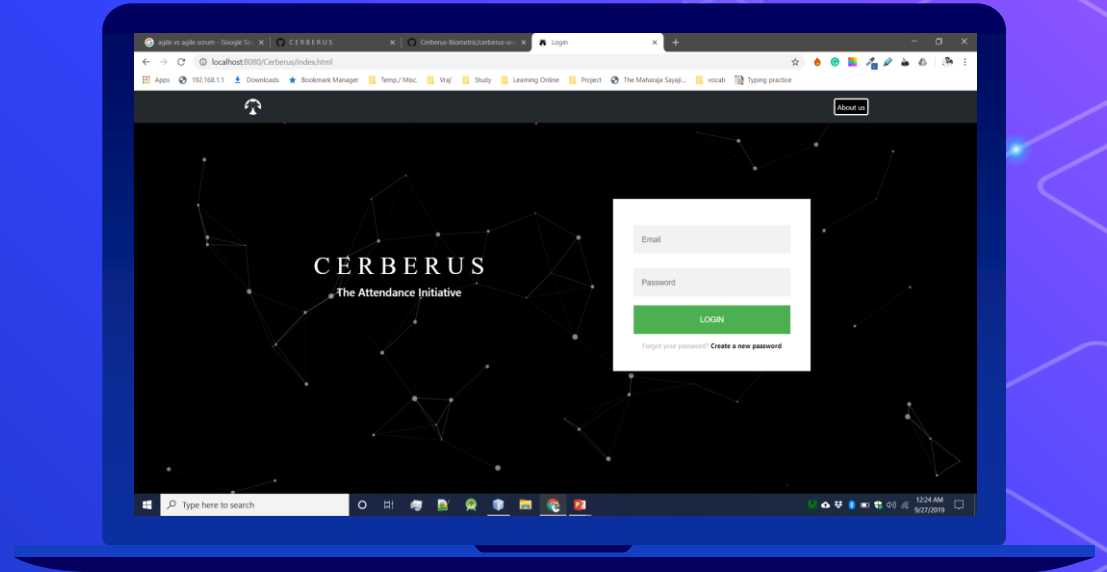 agile vs agile scrum - Google Se
C E R B E R U S
Cerberus-Biometric/cerberus-and
Login
localhost:8080/Cerberus/index.html
Apps 192.168.1.1 Downloads Bookmark Manager Temp./ Misc. Vraj' Study Learning Online Project The Maharaja Sayaji... vocab Typing practice
About us
CERBERUS
The Attendance Initiative
Email
Password
LOGIN
Forgot your password? Create a new password
Type here to search
12:24 AM
9/27/2019